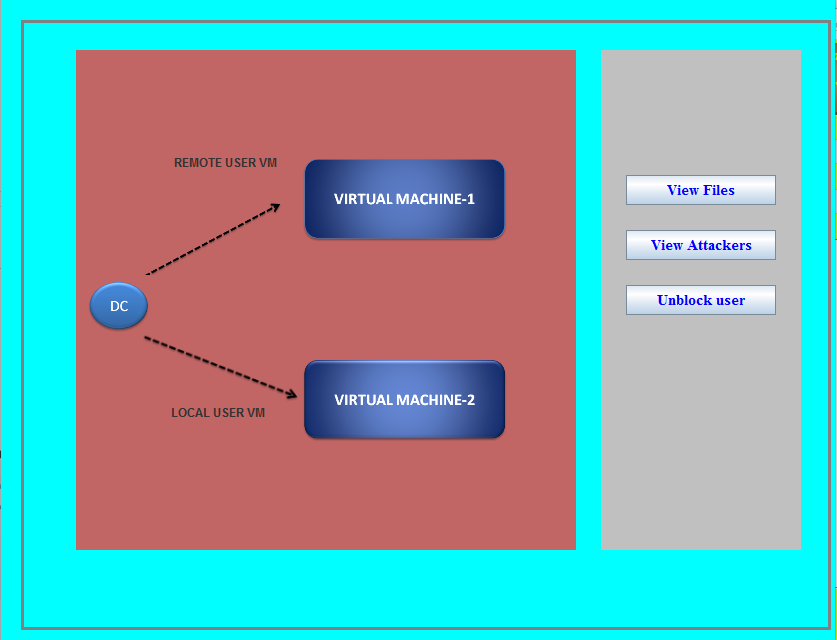 REMOTE USER VM
VIRTUAL MACHINE-1
DC
VIRTUAL MACHINE-2
LOCAL USER VM
View Files
View Attackers
Unblock user